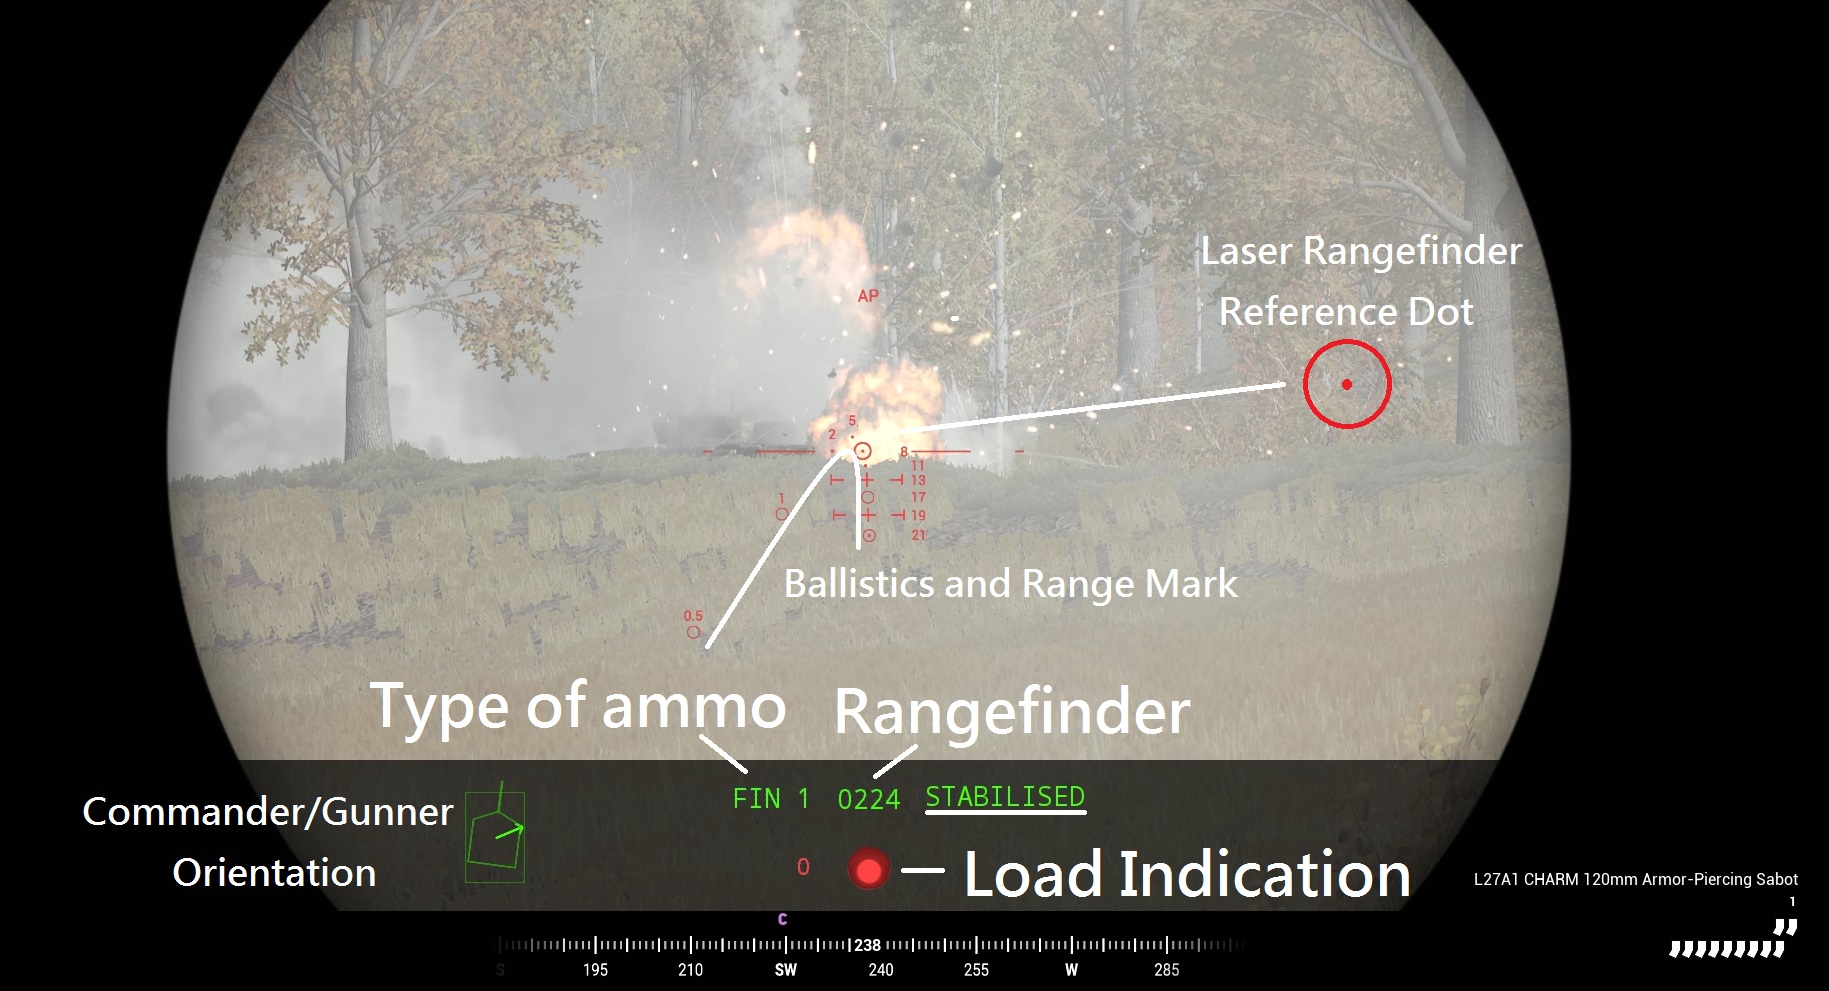 Laser Rangefinder
Reference Dot
AP
5
2
8
11
13
1
17
19
21
Ballistics and Range Mark
0.5
Type of ammo
Rangefinder
FIN 1 0224 STABILISED
Commander/Gunner
Orientation
0
Load Indication
L27A1 CHARM 120mm Armor-Piercing Sabot
1
C
238
S 195 210 SW 240 255 W 285